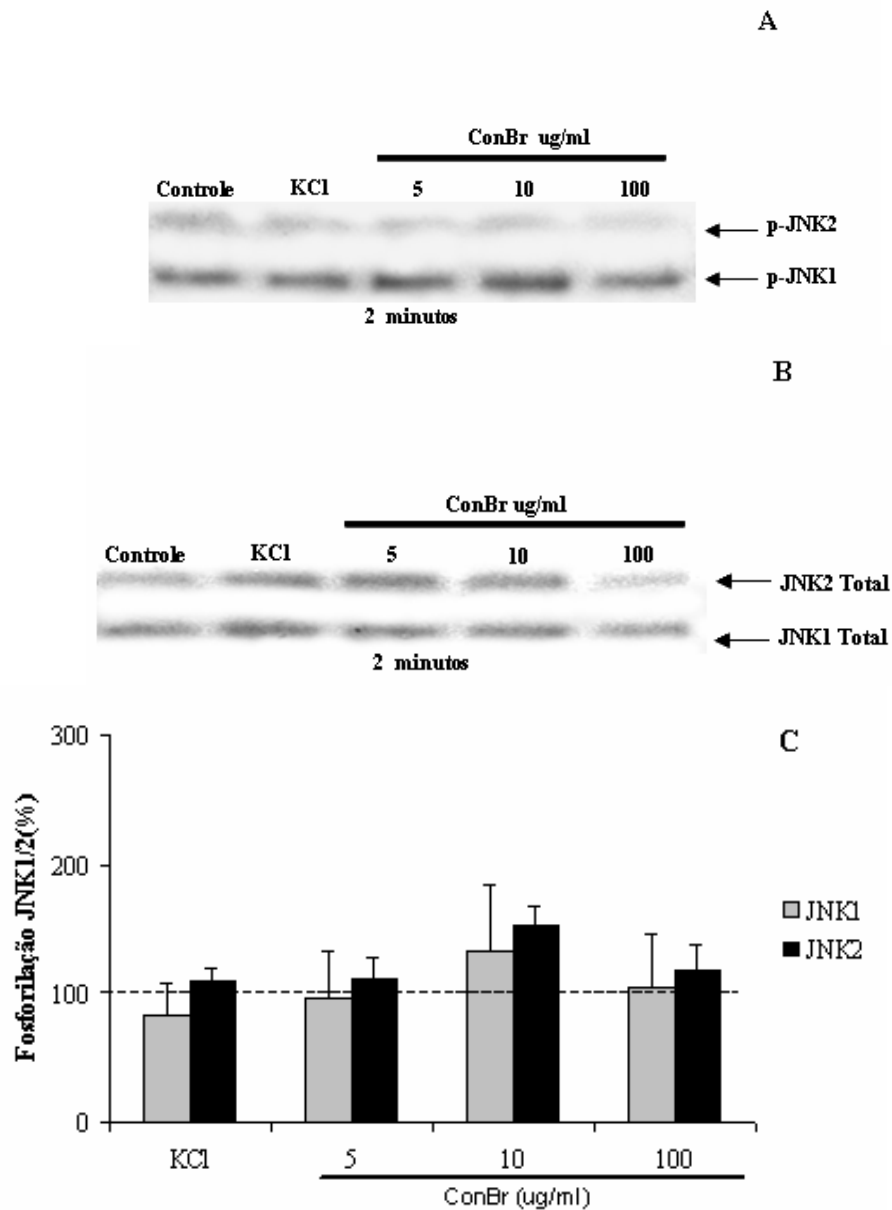 A
ConBr ug/ml
Controle KCl 5 10 100
p-JNK2
p-JNK1
2 minutos
B
ConBr ug/ml
Controle KCl 5 10 100
JNK2 Total
JNK1 Total
2 minutos
C
Fosforilação JNK1/2(%)
300
200
100
0
JNK1
JNK2
KCl 5 10 100
ConBr (ug/ml)